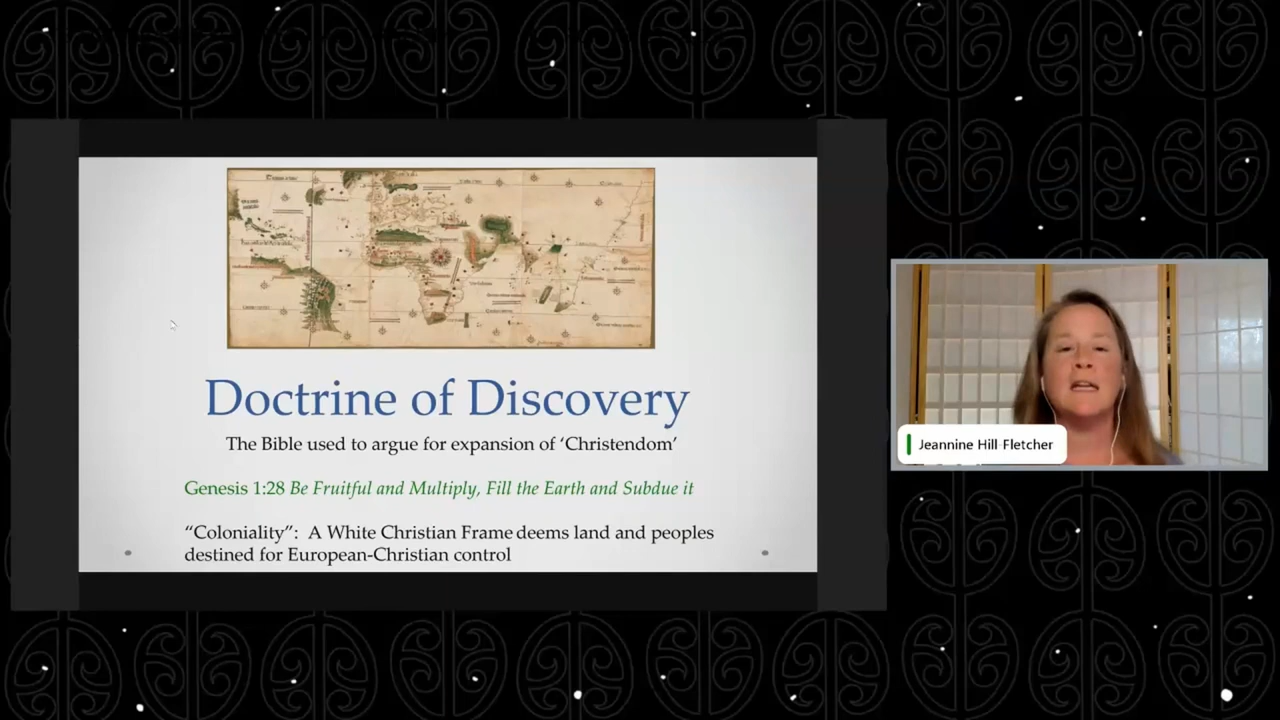 Doctrine of Discovery
The Bible used to argue for expansion of ‘Christendom’
Genesis 1:28 Be Fruitful and Multiply, Fill the Earth and Subdue it
“Coloniality”: A White Christian Frame deems land and peoples
destined for European-Christian control
Jeannine Hill-Fletcher